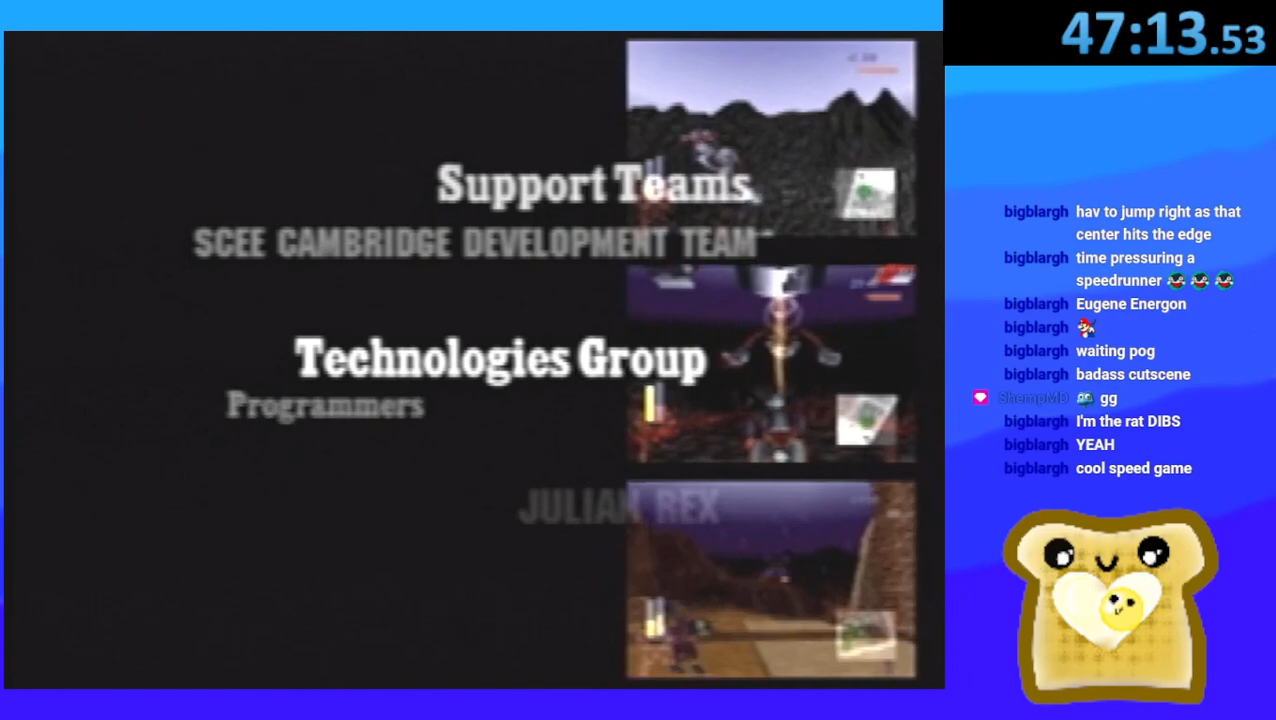 47:13.53
Support Teams
SCEE CAMBRIDGE DEVELOPMENT TEAM
Technologies Group
Programmers
JULIAN REX
bigblargh hav to jump right as that
center hits the edge
bigblargh time pressuring a
speedrunner
bigblargh Eugene Energon
bigblargh
bigblargh waiting pog
bigblargh badass cutscene
ShempMD gg
bigblargh I'm the rat DIBS
bigblargh YEAH
bigblargh cool speed game